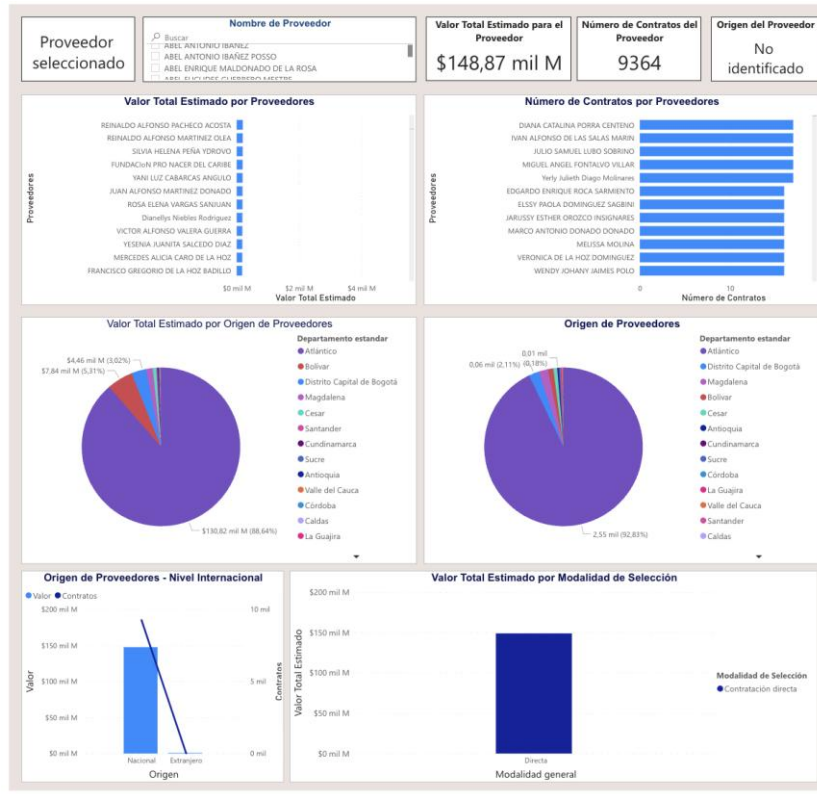 Proveedor
seleccionado
Nombre de Proveedor
Buscar
ABEL ANTONIO IBAÑEZ
ABEL ANTONIO IBAÑEZ POSSO
ABEL ENRIQUE MALDONADO DE LA ROSA
ABEL EUCLIDES GUERRERO MESTRE
Valor Total Estimado para el
Proveedor
$148,87 mil M
Número de Contratos del
Proveedor
9364
Origen del Proveedor
No
identificado
Valor Total Estimado por Proveedores
Proveedores
REINALDO ALFONSO PACHECO ACOSTA
REINALDO ALFONSO MARTINEZ OLEA
SILVIA HELENA PEÑA YDROVO
FUNDACIoN PRO NACER DEL CARIBE
YANI LUZ CABARCAS ANGULO
JUAN ALFONSO MARTINEZ DONADO
ROSA ELENA VARGAS SANJUAN
Dianellys Niebles Rodriguez
VICTOR ALFONSO VALERA GUERRA
YESENIA JUANITA SALCEDO DIAZ
MERCEDES ALICIA CARO DE LA HOZ
FRANCISCO GREGORIO DE LA HOZ BADILLO
$0 mil M
$2 mil M
$4 mil M
Valor Total Estimado
Número de Contratos por Proveedores
Proveedores
DIANA CATALINA PORRA CENTENO
IVAN ALFONSO DE LAS SALAS MARIN
JULIO SAMUEL LUBO SOBRINO
MIGUEL ANGEL FONTALVO VILLAR
Yerly Julieth Diago Molinares
EDGARDO ENRIQUE ROCA SARMIENTO
ELSSY PAOLA DOMINGUEZ SAGBINI
JARUSSY ESTHER OROZCO INSIGNARES
MARCO ANTONIO DONADO DONADO
MELISSA MOLINA
VERONICA DE LA HOZ DOMINGUEZ
WENDY JOHANY JAIMES POLO
0
10
Número de Contratos
Valor Total Estimado por Origen de Proveedores
$4,46 mil M (3,02%)
$7,84 mil M (5,31%)
$130,82 mil M (88,64%)
Departamento estandar
Atlántico
Bolívar
Distrito Capital de Bogotá
Magdalena
Cesar
Santander
Cundinamarca
Sucre
Antioquia
Valle del Cauca
Córdoba
Caldas
La Guajira
Origen de Proveedores
0,01 mil
(0,18%)
0,06 mil (2,11%)
2,55 mil (92,83%)
Departamento estandar
Atlántico
Distrito Capital de Bogotá
Magdalena
Bolívar
Cesar
Antioquia
Cundinamarca
Sucre
Córdoba
La Guajira
Valle del Cauca
Santander
Caldas
Origen de Proveedores - Nivel Internacional
Valor
Contratos
$200 mil M
$150 mil M
$100 mil M
$50 mil M
$0 mil M
Valor
10 mil
5 mil
0 mil
Contratos
Nacional
Extranjero
Origen
Valor Total Estimado por Modalidad de Selección
Valor Total Estimado
$200 mil M
$150 mil M
$100 mil M
$50 mil M
$0 mil M
Directa
Modalidad general
Modalidad de Selección
Contratación directa